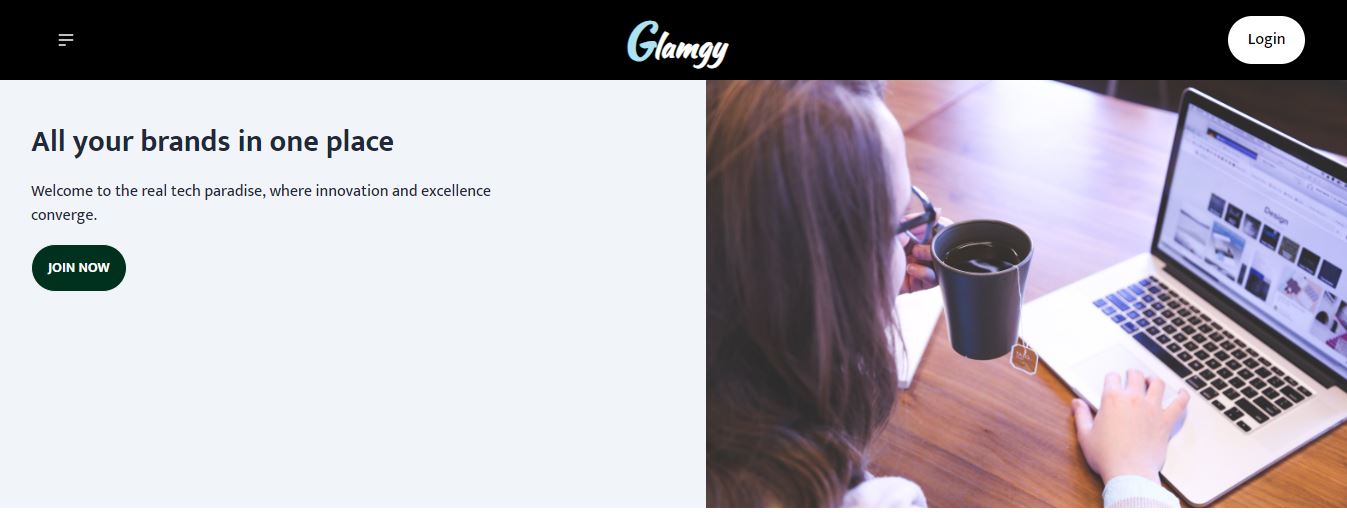 Glamgy
Login
All your brands in one place
Welcome to the real tech paradise, where innovation and excellence
converge.
JOIN NOW
Design